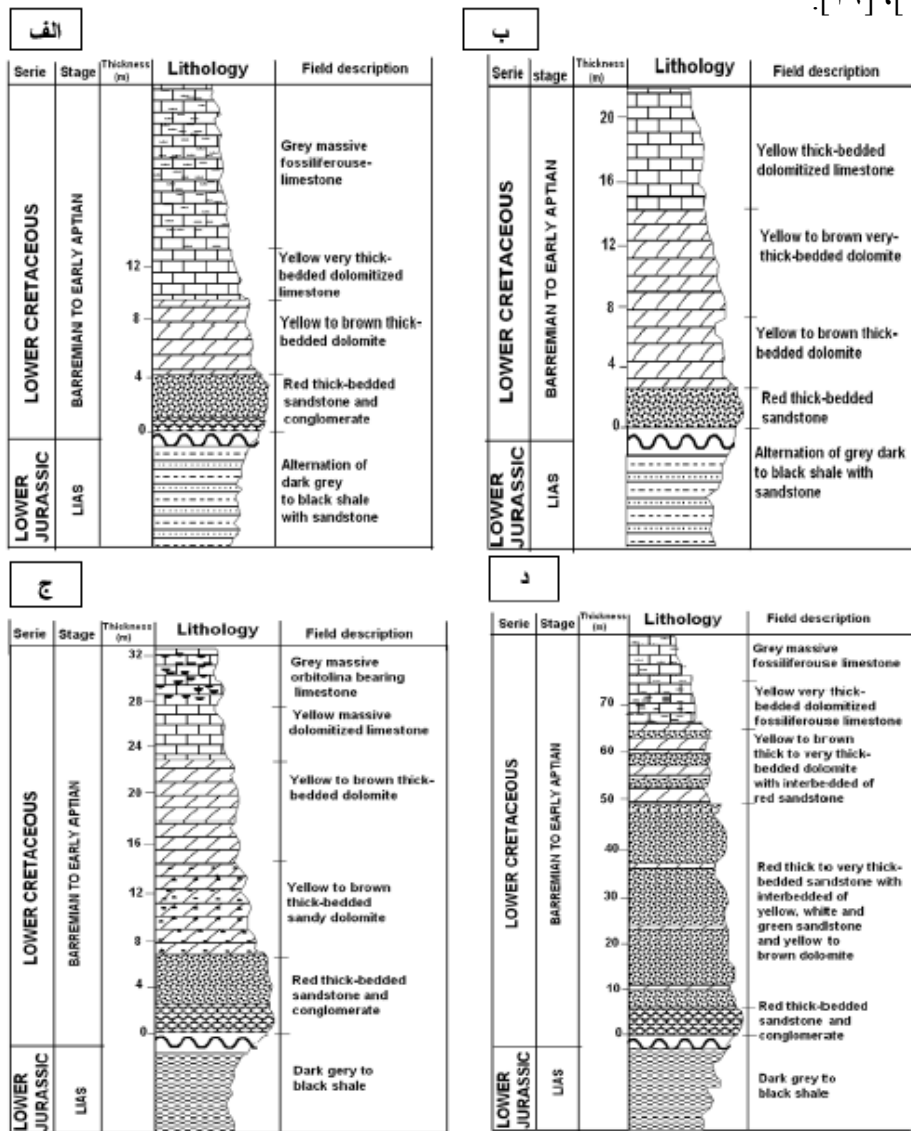 الف
Serie Stage Thickness (m) Lithology Field description
LOWER CRETACEOUS
BARREMIAN TO EARLY APTIAN
Grey massive
fossiliferouse-
limestone
Yellow very thick-
bedded dolomitized
limestone
Yellow to brown thick-
bedded dolomite
Red thick-bedded
sandstone and
conglomerate
12
8
4
0
LOWER JURASSIC
LIAS
Alternation of
dark grey
to black shale
with sandstone
ب
Serie stage Thickness (m) Lithology Field description
LOWER CRETACEOUS
BARREMIAN TO EARLY APTIAN
20
16
12
8
4
0
Yellow thick-bedded
dolomitized limestone
Yellow to brown very-
thick-bedded dolomite
Yellow to brown thick-
bedded dolomite
Red thick-bedded
sandstone
LOWER JURASSIC
LIAS
Alternation of grey dark
to black shale with
sandstone
ج
Serie Stage Thickness (m) Lithology Field description
LOWER CRETACEOUS
BARREMIAN TO EARLY APTIAN
32
28
24
20
16
12
8
4
0
Grey massive
orbitolina bearing
limestone
Yellow massive
dolomitized limestone
Yellow to brown thick-
bedded dolomite
Yellow to brown
thick-bedded
sandy dolomite
Red thick-bedded
sandstone and
conglomerate
LOWER JURASSIC
LIAS
Dark gery to
black shale
د
Serie Stage Thickness (m) Lithology Field description
LOWER CRETACEOUS
BARREMIAN TO EARLY APTIAN
70
60
50
40
30
20
10
0
Grey massive
fossiliferouse limestone
Yellow very thick-
bedded dolomitized
fossiliferouse limestone
Yellow to brown
thick to very thick-
bedded dolomite
with interbedded of
red sandstone
Red thick to very thick-
bedded sandstone with
interbedded of
yellow, white and
green sandlstone
and yellow to
brown dolomite
Red thick-bedded
sandstone and
conglomerate
LOWER JURASSIC
LIAS
Dark grey to
black shale